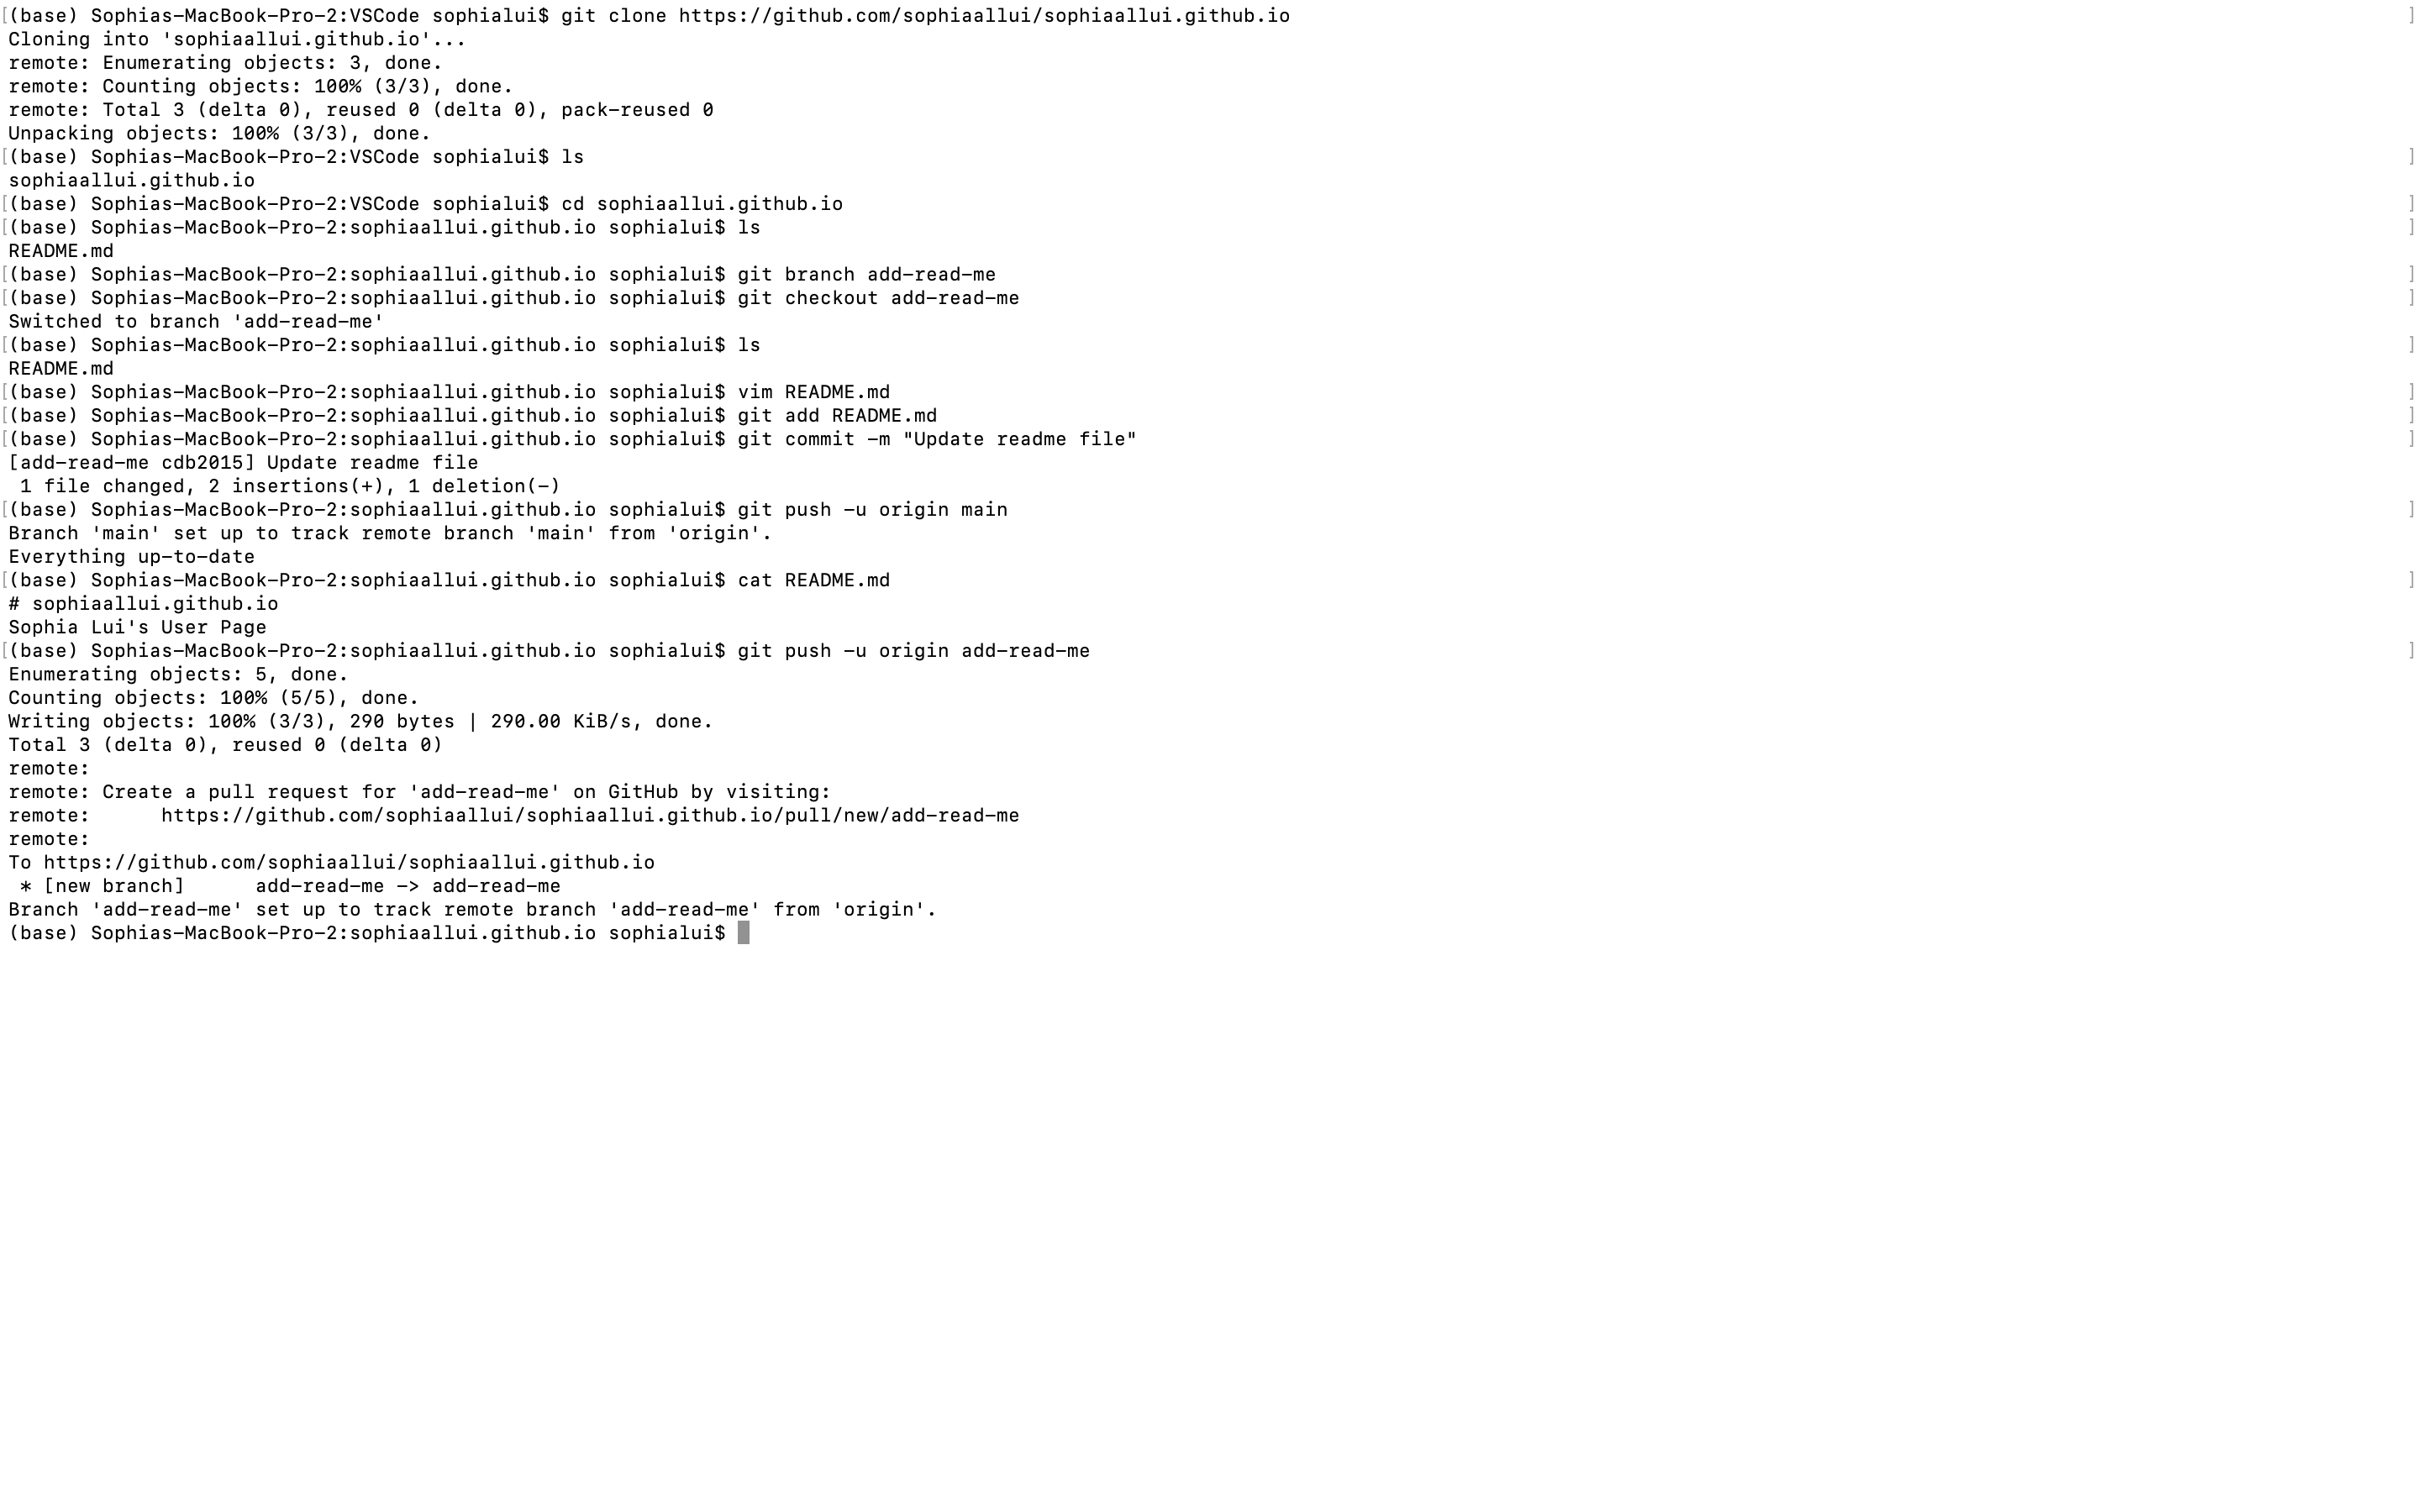 [(base) Sophias-MacBook-Pro-2:VSCode sophialui$ git clone https://github.com/sophiaallui/sophiaallui.github.io ]
Cloning into 'sophiaallui.github.io'...
remote: Enumerating objects: 3, done.
remote: Counting objects: 100% (3/3), done.
remote: Total 3 (delta 0), reused 0 (delta 0), pack-reused 0
Unpacking objects: 100% (3/3), done.
[(base) Sophias-MacBook-Pro-2:VSCode sophialui$ ls ]
sophiaallui.github.io
[(base) Sophias-MacBook-Pro-2:VSCode sophialui$ cd sophiaallui.github.io ]
[(base) Sophias-MacBook-Pro-2:sophiaallui.github.io sophialui$ ls ]
README.md
[(base) Sophias-MacBook-Pro-2:sophiaallui.github.io sophialui$ git branch add-read-me ]
[(base) Sophias-MacBook-Pro-2:sophiaallui.github.io sophialui$ git checkout add-read-me ]
Switched to branch 'add-read-me'
[(base) Sophias-MacBook-Pro-2:sophiaallui.github.io sophialui$ ls ]
README.md
[(base) Sophias-MacBook-Pro-2:sophiaallui.github.io sophialui$ vim README.md ]
[(base) Sophias-MacBook-Pro-2:sophiaallui.github.io sophialui$ git add README.md ]
[(base) Sophias-MacBook-Pro-2:sophiaallui.github.io sophialui$ git commit -m "Update readme file" ]
[add-read-me cdb2015] Update readme file
 1 file changed, 2 insertions(+), 1 deletion(-)
[(base) Sophias-MacBook-Pro-2:sophiaallui.github.io sophialui$ git push -u origin main ]
Branch 'main' set up to track remote branch 'main' from 'origin'.
Everything up-to-date
[(base) Sophias-MacBook-Pro-2:sophiaallui.github.io sophialui$ cat README.md ]
# sophiaallui.github.io
Sophia Lui's User Page
[(base) Sophias-MacBook-Pro-2:sophiaallui.github.io sophialui$ git push -u origin add-read-me ]
Enumerating objects: 5, done.
Counting objects: 100% (5/5), done.
Writing objects: 100% (3/3), 290 bytes | 290.00 KiB/s, done.
Total 3 (delta 0), reused 0 (delta 0)
remote:
remote: Create a pull request for 'add-read-me' on GitHub by visiting:
remote:      https://github.com/sophiaallui/sophiaallui.github.io/pull/new/add-read-me
remote:
To https://github.com/sophiaallui/sophiaallui.github.io
 * [new branch]      add-read-me -> add-read-me
Branch 'add-read-me' set up to track remote branch 'add-read-me' from 'origin'.
(base) Sophias-MacBook-Pro-2:sophiaallui.github.io sophialui$